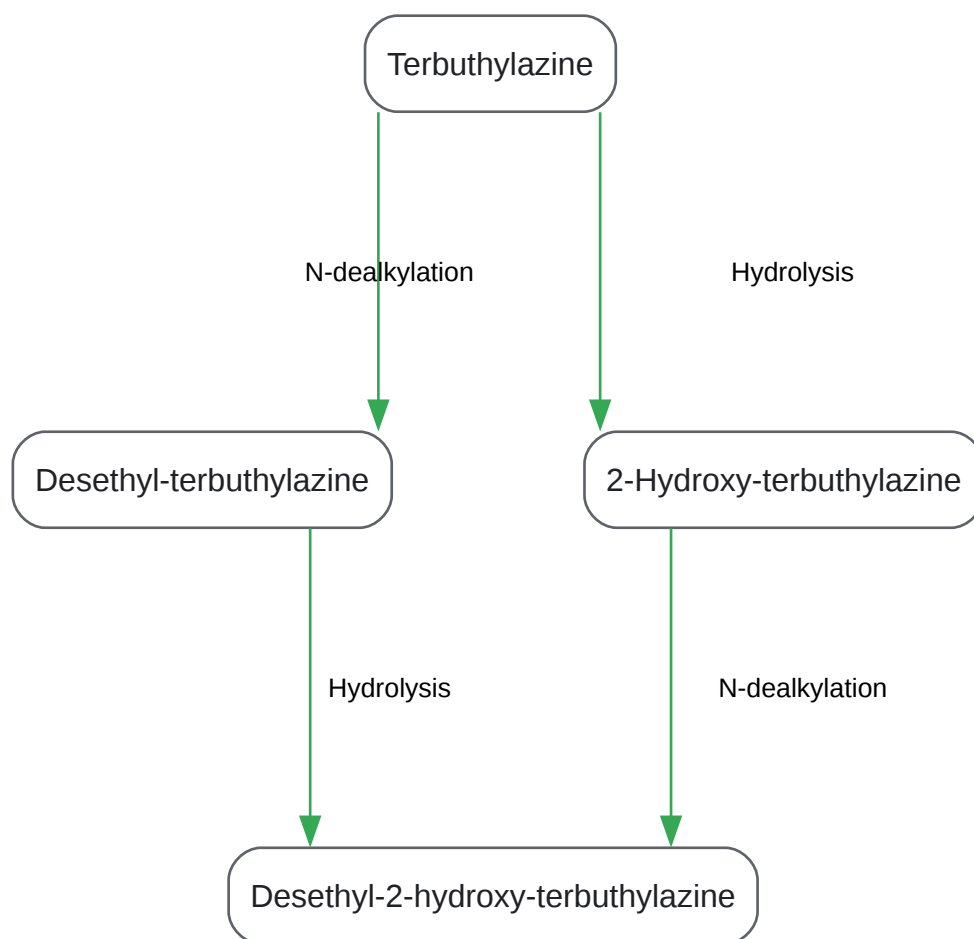 Terbuthylazine
N-dealkylation
Hydrolysis
Desethyl-terbuthylazine
2-Hydroxy-terbuthylazine
Hydrolysis
N-dealkylation
Desethyl-2-hydroxy-terbuthylazine